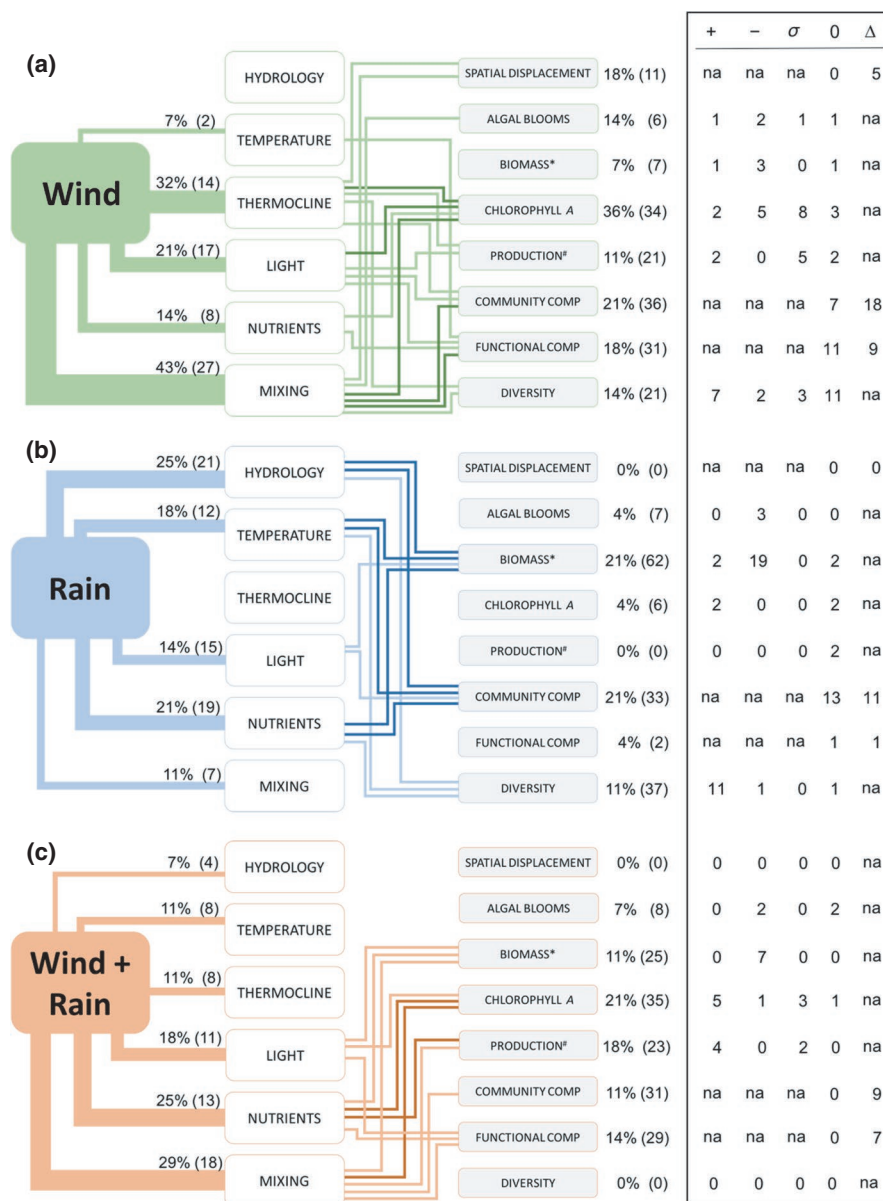 + − σ 0 Δ
(a)
HYDROLOGY
SPATIAL DISPLACEMENT 18% (11) na na na 0 5
7% (2)
TEMPERATURE
ALGAL BLOOMS 14% (6) 1 2 1 1 na
BIOMASS* 7% (7) 1 3 0 1 na
Wind
32% (14)
THERMOCLINE
CHLOROPHYLL A 36% (34) 2 5 8 3 na
21% (17)
LIGHT
PRODUCTION# 11% (21) 2 0 5 2 na
COMMUNITY COMP 21% (36) na na na 7 18
14% (8)
NUTRIENTS
FUNCTIONAL COMP 18% (31) na na na 11 9
43% (27)
MIXING
DIVERSITY 14% (21) 7 2 3 11 na
(b)
25% (21)
HYDROLOGY
SPATIAL DISPLACEMENT 0% (0) na na na 0 0
18% (12)
TEMPERATURE
ALGAL BLOOMS 4% (7) 0 3 0 0 na
BIOMASS* 21% (62) 2 19 0 2 na
Rain
THERMOCLINE
CHLOROPHYLL A 4% (6) 2 0 0 2 na
14% (15)
LIGHT
PRODUCTION# 0% (0) 0 0 0 2 na
COMMUNITY COMP 21% (33) na na na 13 11
21% (19)
NUTRIENTS
FUNCTIONAL COMP 4% (2) na na na 1 1
11% (7)
MIXING
DIVERSITY 11% (37) 11 1 0 1 na
(c)
7% (4)
HYDROLOGY
SPATIAL DISPLACEMENT 0% (0) 0 0 0 0 na
11% (8)
TEMPERATURE
ALGAL BLOOMS 7% (8) 0 2 0 2 na
BIOMASS* 11% (25) 0 7 0 0 na
Wind +
Rain
11% (8)
THERMOCLINE
CHLOROPHYLL A 21% (35) 5 1 3 1 na
18% (11)
LIGHT
PRODUCTION# 18% (23) 4 0 2 0 na
COMMUNITY COMP 11% (31) na na na 0 9
25% (13)
NUTRIENTS
FUNCTIONAL COMP 14% (29) na na na 0 7
29% (18)
MIXING
DIVERSITY 0% (0) 0 0 0 0 na